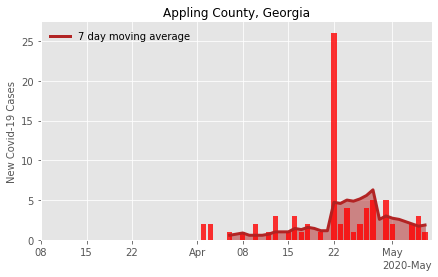 Appling County, Georgia
7 day moving average
New Covid-19 Cases
25
20
15
10
5
0
08 15 22 Apr 08 15 22 May
2020-May